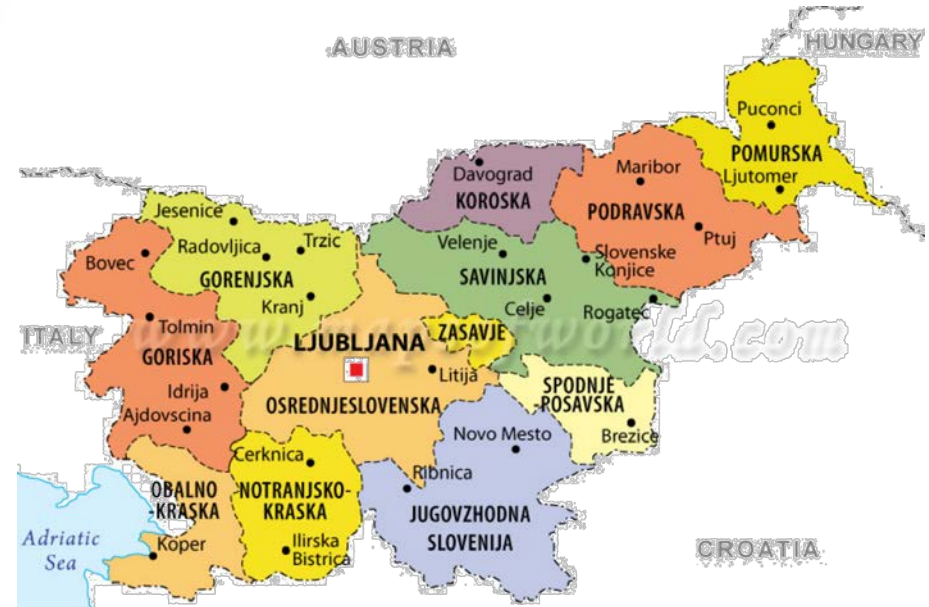 AUSTRIA
HUNGARY
Puconci
POMURSKA
Ljutomer
Maribor
PODRAVSKA
Ptuj
Davograd
KOROSKA
Jesenice
Radovljica
Trzic
GORENJSKA
Kranj
Velenje
SAVINJSKA
Slovenske
Konjice
Celje
Rogatec
Bovec
Tolmin
ITALY
GORISKA
Idrija
Ajdovscina
www.mapsofworld.com
LJUBLJANA
ZASAVJE
Litija
OSREDNJESLOVENSKA
SPODNJE
-POSAVSKA
Brezice
Novo Mesto
Cerknica
Ribnica
OBALNO
-KRASKA
NOTRANJSKO-
KRASKA
JUGOVZHODNA
SLOVENIJA
Koper
Ilirska
Bistrica
Adriatic
Sea
CROATIA